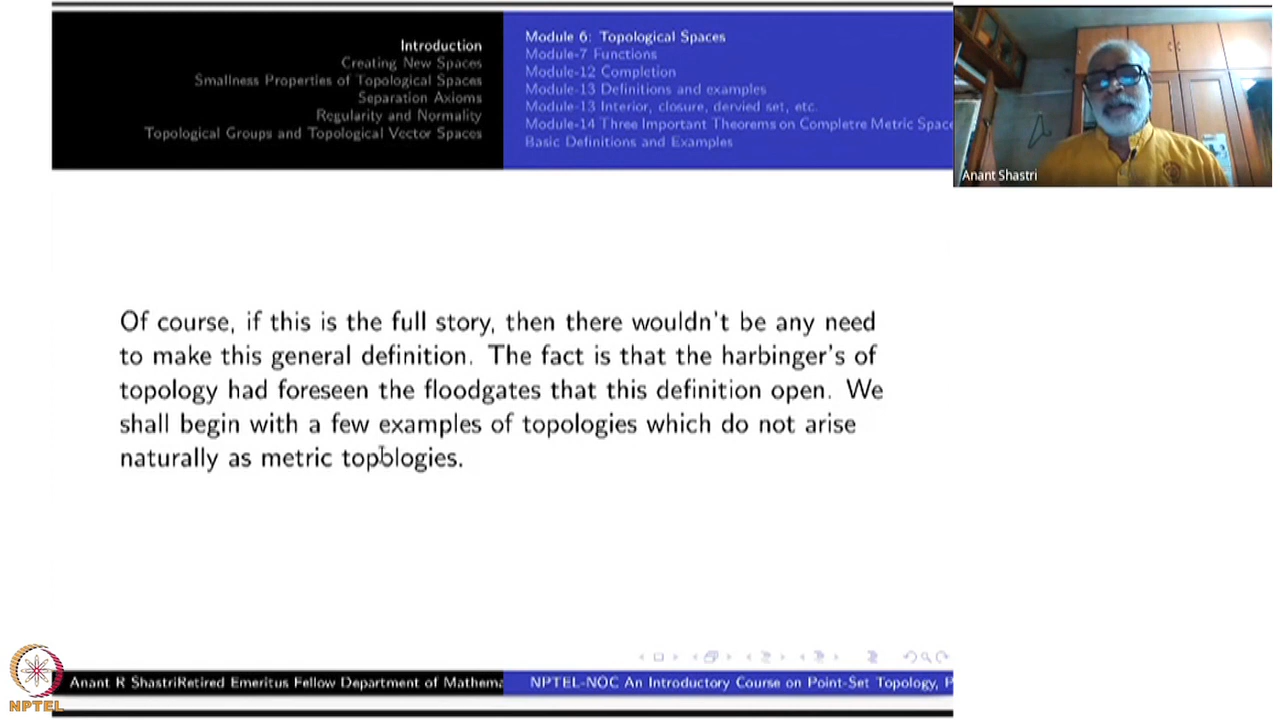 Introduction
Creating New Spaces
Smallness Properties of Topological Spaces
Separation Axioms
Regularity and Normality
Topological Groups and Topological Vector Spaces
Module 6: Topological Spaces
Module-7 Functions
Module-12 Completion
Module-13 Definitions and examples
Module-13 Interior, closure, dervied set, etc.
Module-14 Three Important Theorems on Completre Metric Space
Basic Definitions and Examples
Anant Shastri
Of course, if this is the full story, then there wouldn't be any need
to make this general definition. The fact is that the harbinger's of
topology had foreseen the floodgates that this definition open. We
shall begin with a few examples of topologies which do not arise
naturally as metric topologies.
Anant R ShastriRetired Emeritus Fellow Department of Mathema
NPTEL-NOC An Introductory Course on Point-Set Topology, P
NPTEL